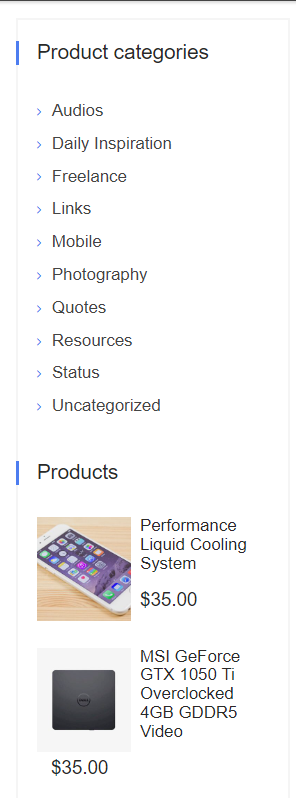 Product categories
Audios
Daily Inspiration
Freelance
Links
Mobile
Photography
Quotes
Resources
Status
Uncategorized
Products
Performance
Liquid Cooling
System
$35.00
MSI GeForce
GTX 1050 Ti
Overclocked
4GB GDDR5
Video
$35.00